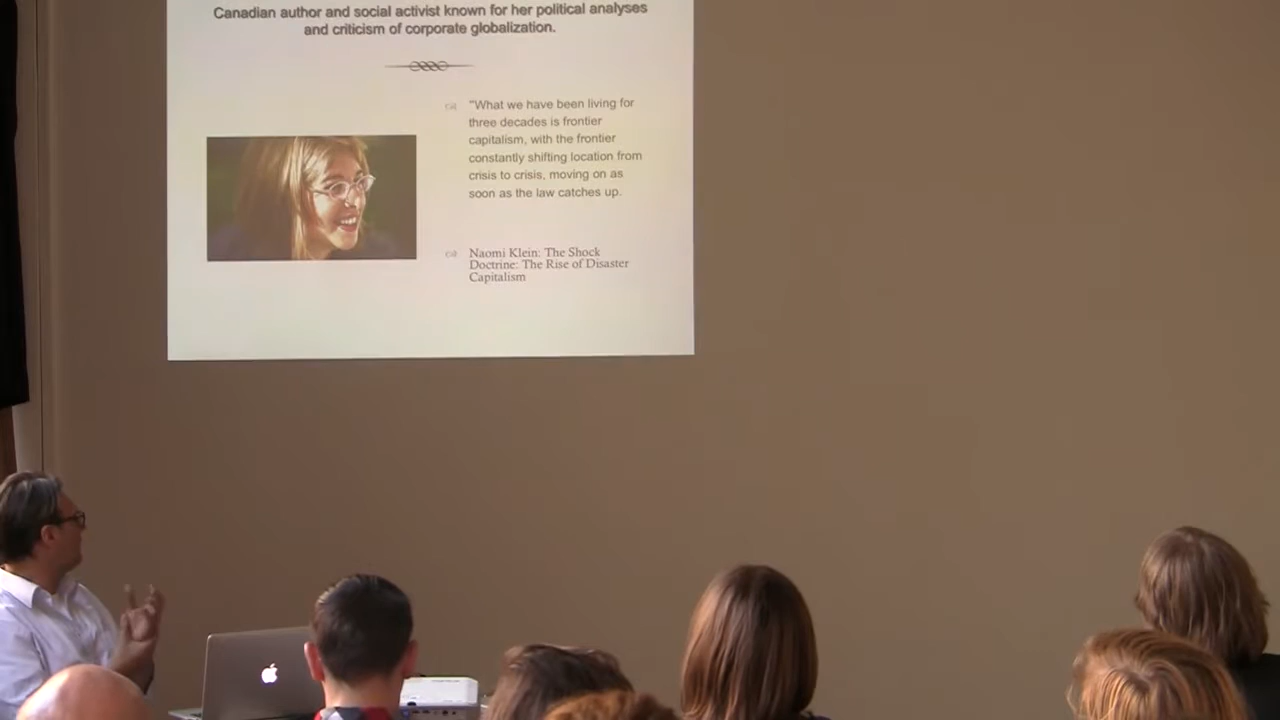 Canadian author and social activist known for her political analyses
and criticism of corporate globalization.
"What we have been living for
three decades is frontier
capitalism, with the frontier
constantly shifting location from
crisis to crisis, moving on as
soon as the law catches up.
Naomi Klein: The Shock
Doctrine: The Rise of Disaster
Capitalism